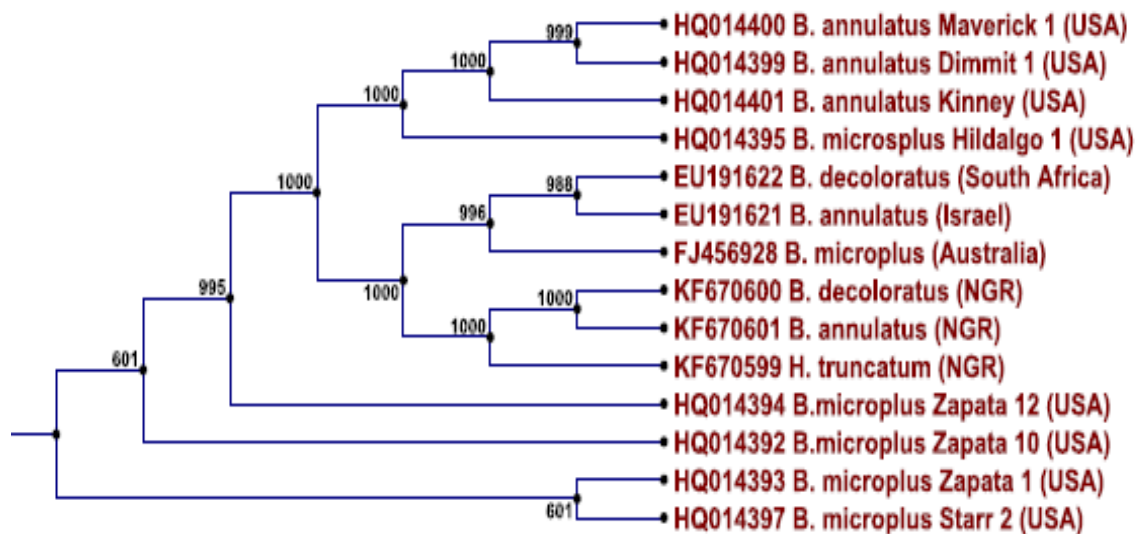 999
HQ014400 B. annulatus Maverick 1 (USA)
1000
HQ014399 B. annulatus Dimmit 1 (USA)
1000
HQ014401 B. annulatus Kinney (USA)
HQ014395 B. microsplus Hildalgo 1 (USA)
1000
988
EU191622 B. decoloratus (South Africa)
996
EU191621 B. annulatus (Israel)
FJ456928 B. microplus (Australia)
995
1000
1000
KF670600 B. decoloratus (NGR)
1000
KF670601 B. annulatus (NGR)
601
KF670599 H. truncatum (NGR)
HQ014394 B.microplus Zapata 12 (USA)
HQ014392 B.microplus Zapata 10 (USA)
HQ014393 B. microplus Zapata 1 (USA)
601
HQ014397 B. microplus Starr 2 (USA)